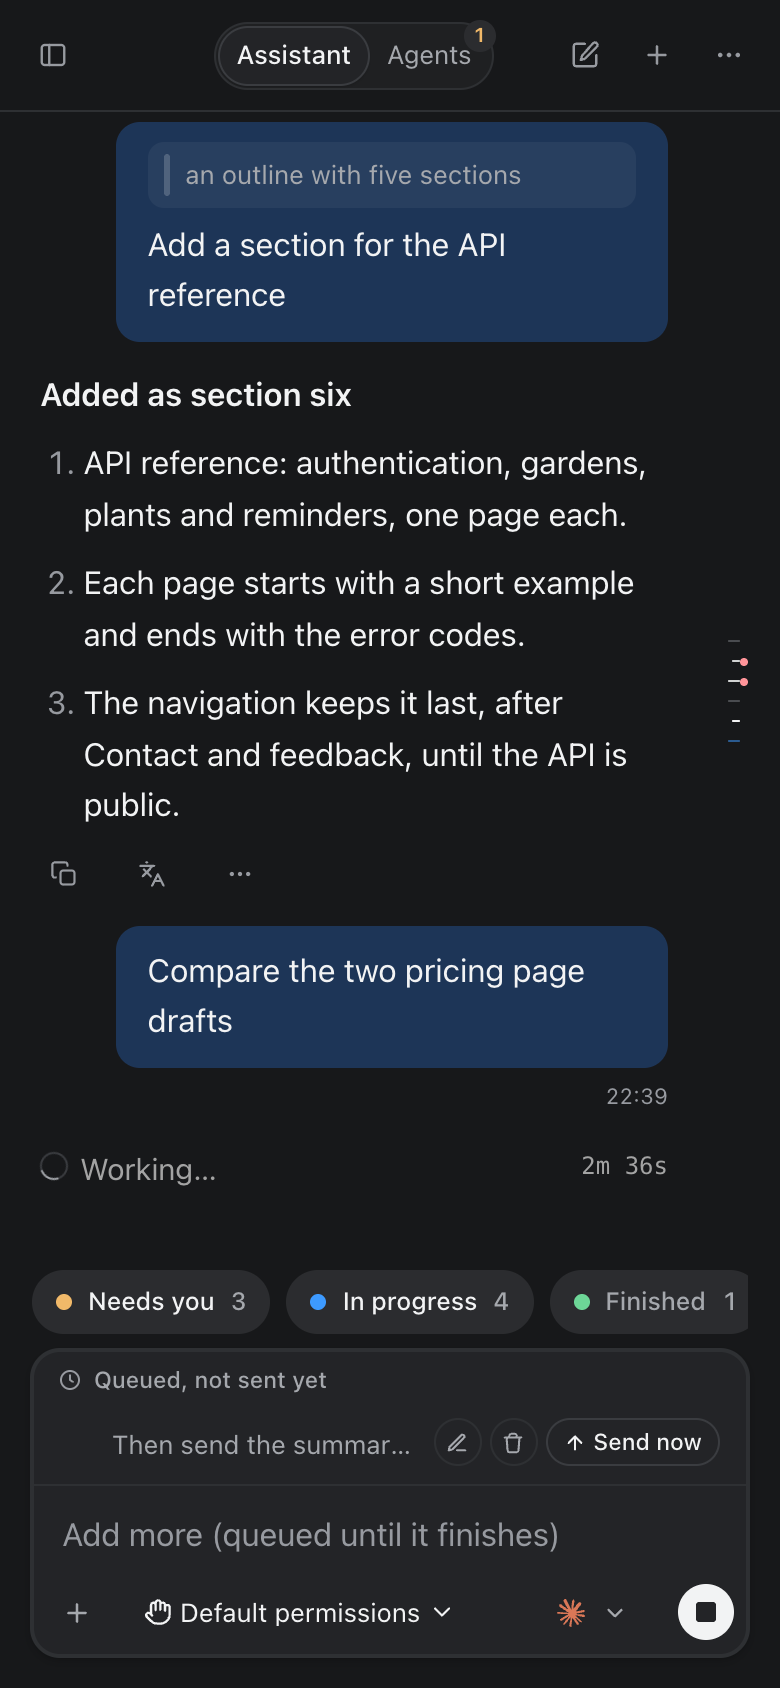 Assistant
Agents
1
an outline with five sections
Add a section for the API
reference
Added as section six
1. API reference: authentication, gardens,
plants and reminders, one page each.
2. Each page starts with a short example
and ends with the error codes.
3. The navigation keeps it last, after
Contact and feedback, until the API is
public.
Compare the two pricing page
drafts
22:39
Working...
2m 36s
Needs you 3
In progress 4
Finished 1
Queued, not sent yet
Then send the summar...
Send now
Add more (queued until it finishes)
Default permissions